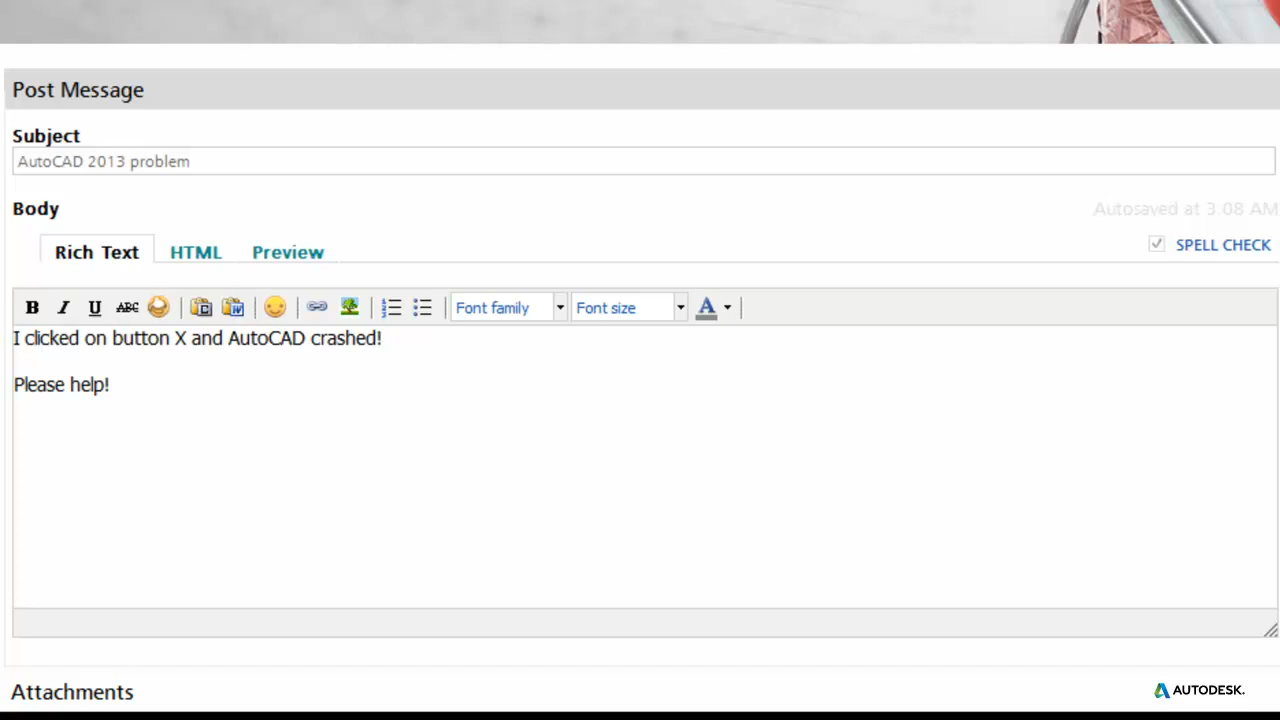 Post Message
Subject
AutoCAD 2013 problem
Body
Autosaved at 3.08 AM
Rich Text HTML Preview
SPELL CHECK
B I U ABC Font family Font size A
I clicked on button X and AutoCAD crashed!
Please help!
Attachments
AUTODESK.